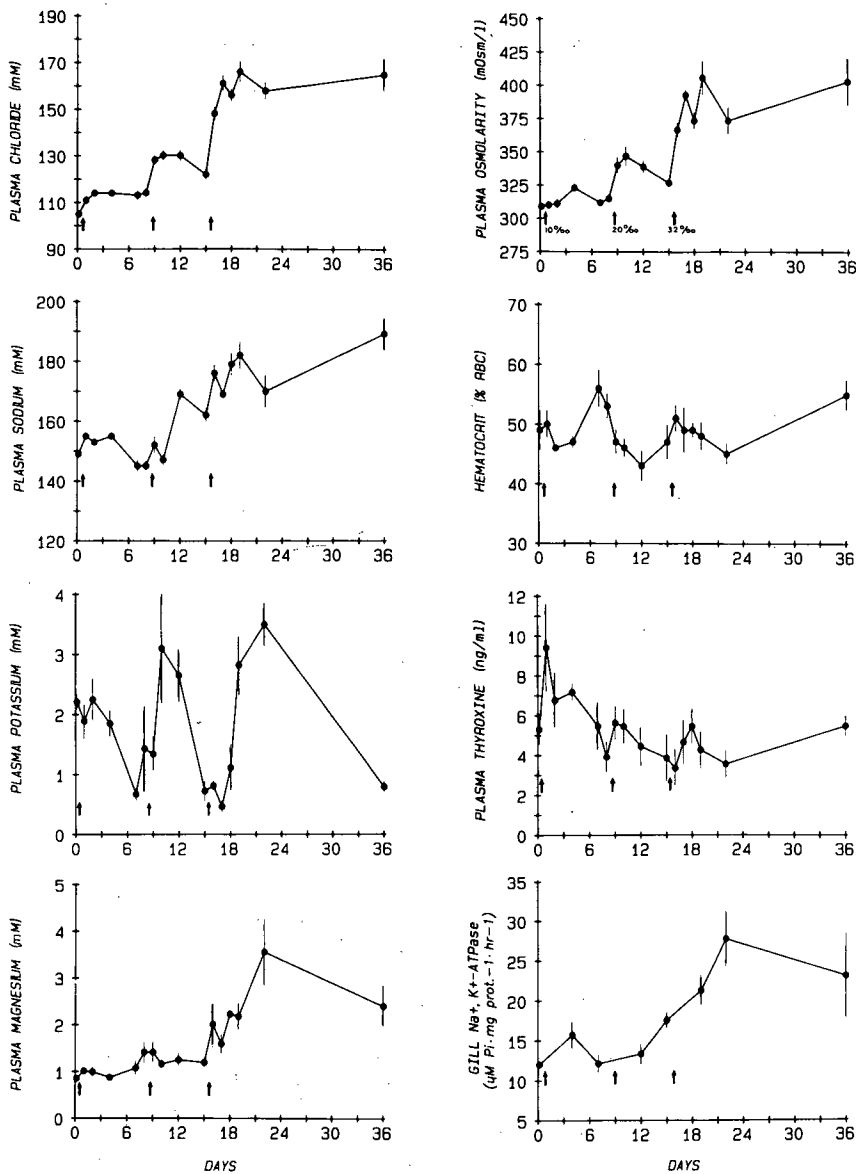 PLASMA CHLORIDE (mM)
190
170
150
130
110
90
0 6 12 18 24 30 36
PLASMA OSMOLARITY (mOsm/l)
425
400
375
350
325
300
275
10‰ 20‰ 32‰
0 6 12 18 24 30 36
PLASMA SODIUM (mM)
200
180
160
140
120
0 6 12 18 24 30 36
HEMATOCRIT (% RBC)
70
60
50
40
30
0 6 12 18 24 30 36
PLASMA POTASSIUM (mM)
4
3
2
1
0
0 6 12 18 24 30 36
PLASMA THYROXINE (ng/ml)
12
10
8
6
4
2
0
0 6 12 18 24 30 36
PLASMA MAGNESIUM (mM)
5
4
3
2
1
0
0 6 12 18 24 30 36
DAYS
GILL Na+, K+-ATPase
(uM Pi·mg prot.-1·hr-1)
35
30
25
20
15
10
5
0 6 12 18 24 30 36
DAYS